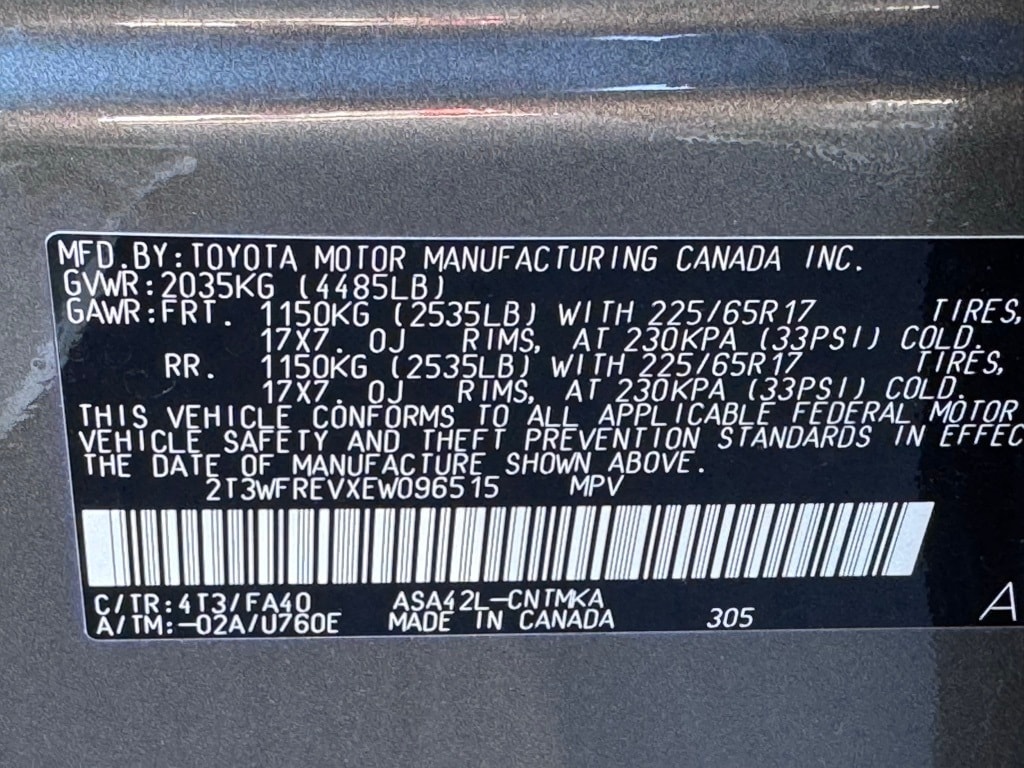 MFD.BY:TOYOTA MOTOR MANUFACTURING CANADA INC.
GVWR:2035KG (4485LB)
GAWR:FRT. 1150KG (2535LB) WITH 225/65R17 TIRES,
17X7. 0J RIMS, AT 230KPA (33PSI) COLD.
RR. 1150KG (2535LB) WITH 225/65R17 TIRES,
17X7. 0J RIMS, AT 230KPA (33PSI) COLD.
THIS VEHICLE CONFORMS TO ALL APPLICABLE FEDERAL MOTOR
VEHICLE SAFETY AND THEFT PREVENTION STANDARDS IN EFFEC
THE DATE OF MANUFACTURE SHOWN ABOVE.
2T3WFREVXEW096515 MPV
C/TR:4T3/FA40 ASA42L-CNTMKA
A/TM:-02A/U760E MADE IN CANADA 305 A